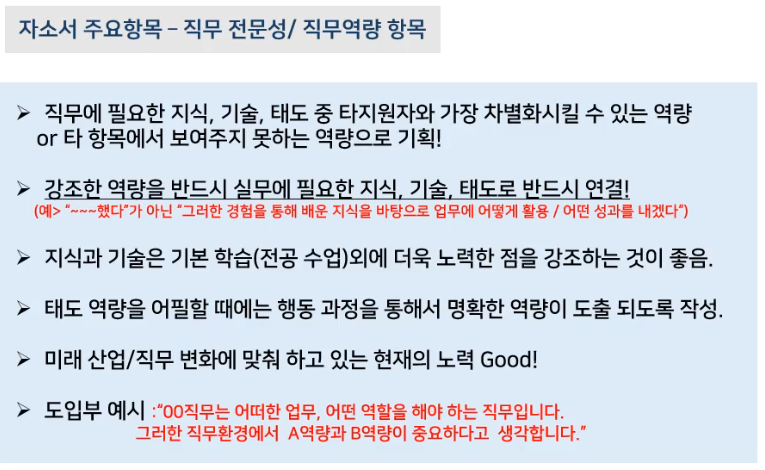 자소서 주요항목 – 직무 전문성/ 직무역량 항목
➢ 직무에 필요한 지식, 기술, 태도 중 타지원자와 가장 차별화시킬 수 있는 역량
or 타 항목에서 보여주지 못하는 역량으로 기획!
➢ 강조한 역량을 반드시 실무에 필요한 지식, 기술, 태도로 반드시 연결!
(예> “~~~했다”가 아닌 “그러한 경험을 통해 배운 지식을 바탕으로 업무에 어떻게 활용 / 어떤 성과를 내겠다”)
➢ 지식과 기술은 기본 학습(전공 수업)외에 더욱 노력한 점을 강조하는 것이 좋음.
➢ 태도 역량을 어필할 때에는 행동 과정을 통해서 명확한 역량이 도출 되도록 작성.
➢ 미래 산업/직무 변화에 맞춰 하고 있는 현재의 노력 Good!
➢ 도입부 예시 :“00직무는 어떠한 업무, 어떤 역할을 해야 하는 직무입니다.
그러한 직무환경에서 A역량과 B역량이 중요하다고 생각합니다.”